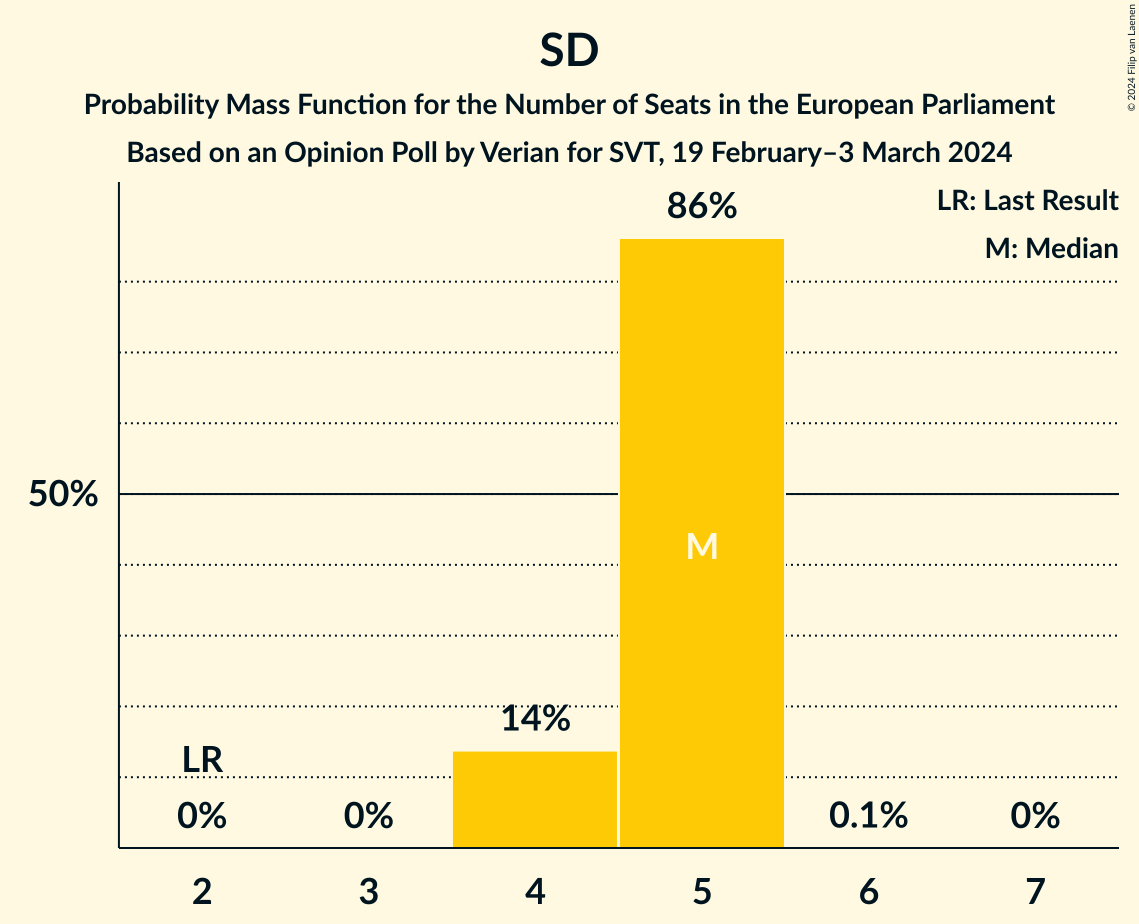 SD
Probability Mass Function for the Number of Seats in the European Parliament
Based on an Opinion Poll by Verian for SVT, 19 February–3 March 2024
© 2024 Filip van Laenen
LR: Last Result
M: Median
86%
50%
M
14%
LR
0%
0%
0.1%
0%
2
3
4
5
6
7